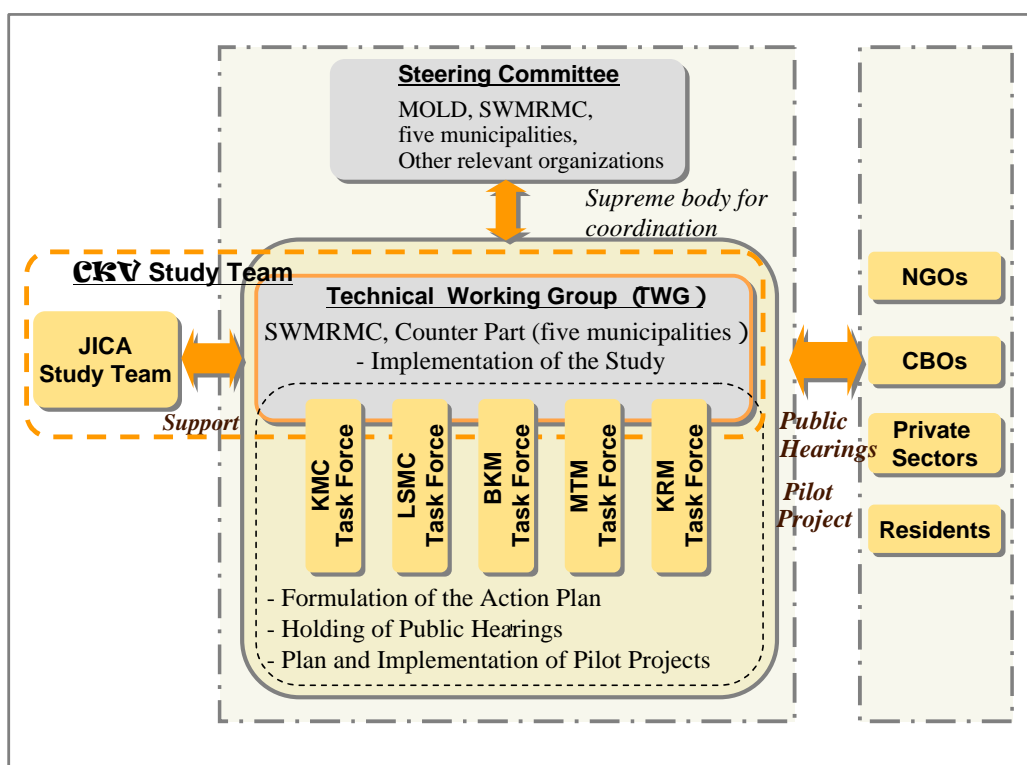 Steering Committee
MOLD, SWMRMC,
five municipalities,
Other relevant organizations
Supreme body for
coordination
CKV Study Team
JICA
Study Team
Support
Technical Working Group (TWG)
SWMRMC, Counter Part (five municipalities )
- Implementation of the Study
KMC
Task Force
LSMC
Task Force
BKM
Task Force
MTM
Task Force
KRM
Task Force
- Formulation of the Action Plan
- Holding of Public Hearings
- Plan and Implementation of Pilot Projects
Public
Hearings
Pilot
Project
NGOs
CBOs
Private
Sectors
Residents